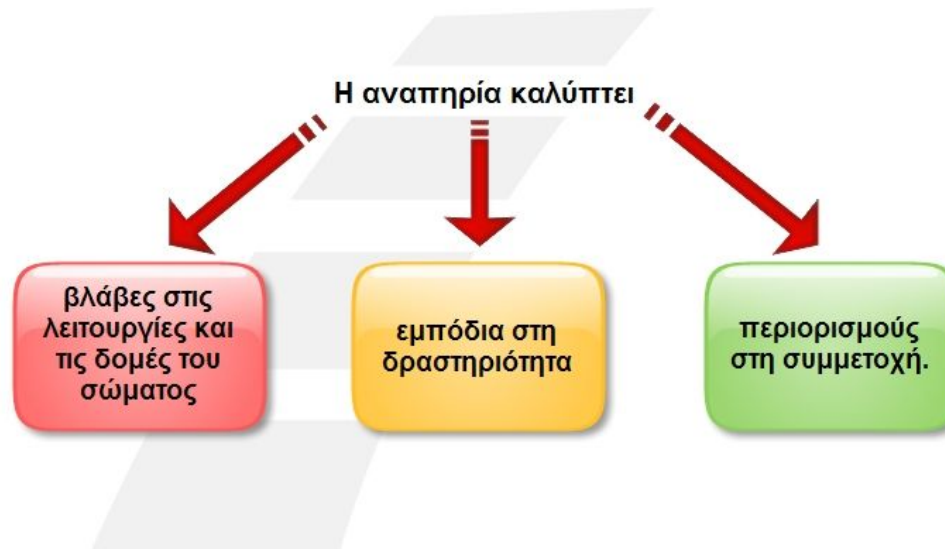 Η αναπηρία καλύπτει
βλάβες στις
λειτουργίες και
τις δομές του
σώματος
εμπόδια στη
δραστηριότητα
περιορισμούς
στη συμμετοχή.